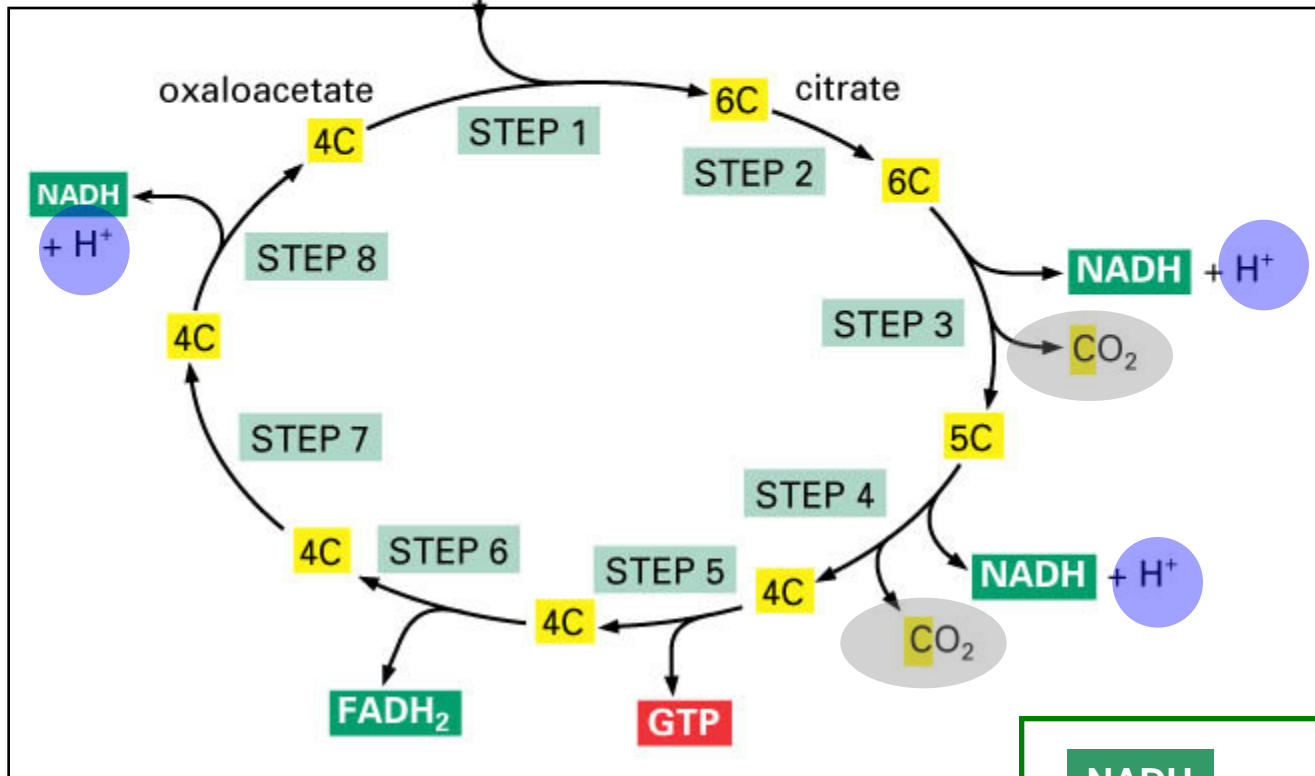 oxaloacetate
4C
STEP 1
6C
citrate
STEP 2
6C
NADH + H⁺
STEP 3
CO₂
5C
STEP 4
NADH + H⁺
CO₂
4C
STEP 5
GTP
4C
STEP 6
FADH₂
4C
STEP 7
4C
STEP 8
NADH
+ H⁺
NADH